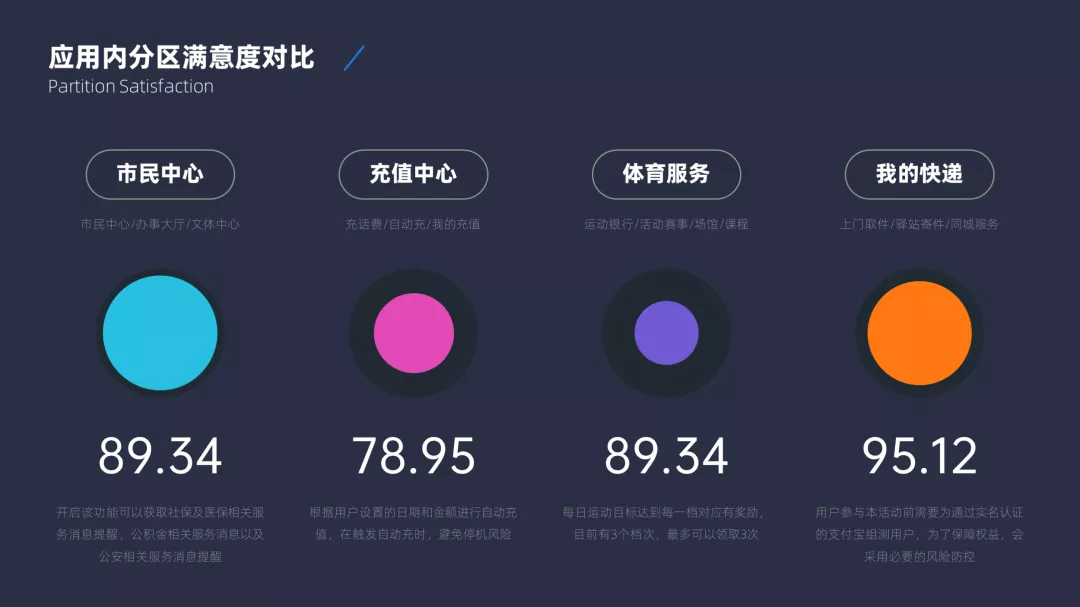 应用内分区满意度对比
Partition Satisfaction
市民中心
充值中心
体育服务
我的快递
市民中心/办事大厅/文体中心
充话费/自动充/我的充值
运动银行/活动赛事/场馆/课程
上门取件/驿站寄件/同城服务
89.34
78.95
89.34
95.12
开启该功能可以获取社保及医保相关服
务消息提醒，公积金相关服务消息以及
公安相关服务消息提醒
根据用户设置的日期和金额进行自动充
值，在触发自动充时，避免停机风险
每日运动目标达到每一档对应有奖励，
目前有3个档次，最多可以领取3次
用户参与本活动前需要为通过实名认证
的支付宝组测用户，为了保障权益，会
采用必要的风险防控